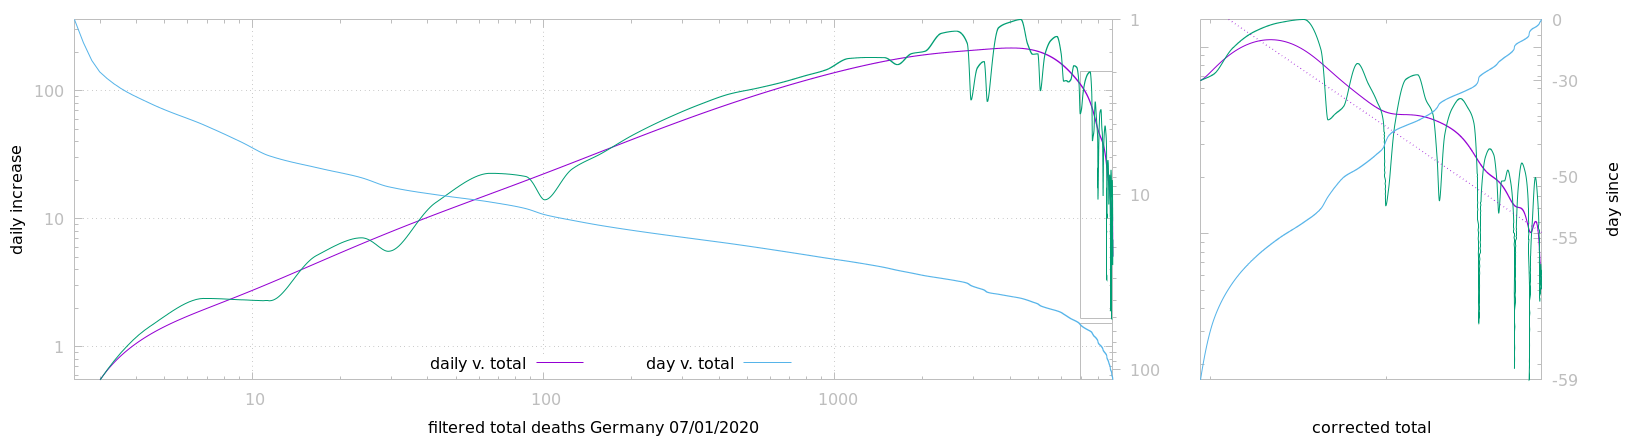 daily increase
100
10
1
10
100
1000
1
10
100
daily v. total
day v. total
filtered total deaths Germany 07/01/2020
0
-30
-50
-55
-59
day since
corrected total